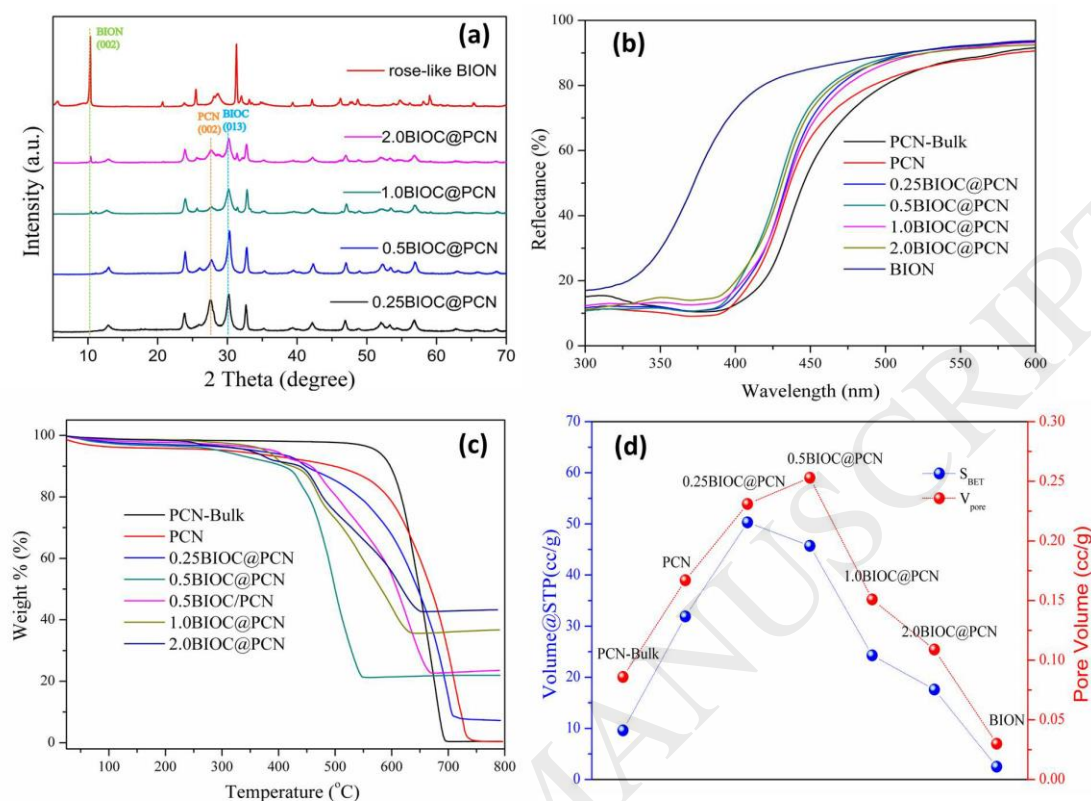 (a)
BION
(002)
rose-like BION
PCN
(002)
BIOC
(013)
2.0BIOC@PCN
1.0BIOC@PCN
0.5BIOC@PCN
0.25BIOC@PCN
Intensity (a.u.)
10 20 30 40 50 60 70
2 Theta (degree)
(b)
100
80
60
40
20
0
Reflectance (%)
PCN-Bulk
PCN
0.25BIOC@PCN
0.5BIOC@PCN
1.0BIOC@PCN
2.0BIOC@PCN
BION
300 350 400 450 500 550 600
Wavelength (nm)
(c)
100
80
60
40
20
0
Weight % (%)
PCN-Bulk
PCN
0.25BIOC@PCN
0.5BIOC@PCN
0.5BIOC/PCN
1.0BIOC@PCN
2.0BIOC@PCN
100 200 300 400 500 600 700 800
Temperature (°C)
(d)
70
60
50
40
30
20
10
0
Volume@STP(cc/g)
PCN-Bulk
PCN
0.25BIOC@PCN
0.5BIOC@PCN
1.0BIOC@PCN
2.0BIOC@PCN
BION
S_BET
V_pore
0.30
0.25
0.20
0.15
0.10
0.05
0.00
Pore Volume (cc/g)
MANUSCRIPT